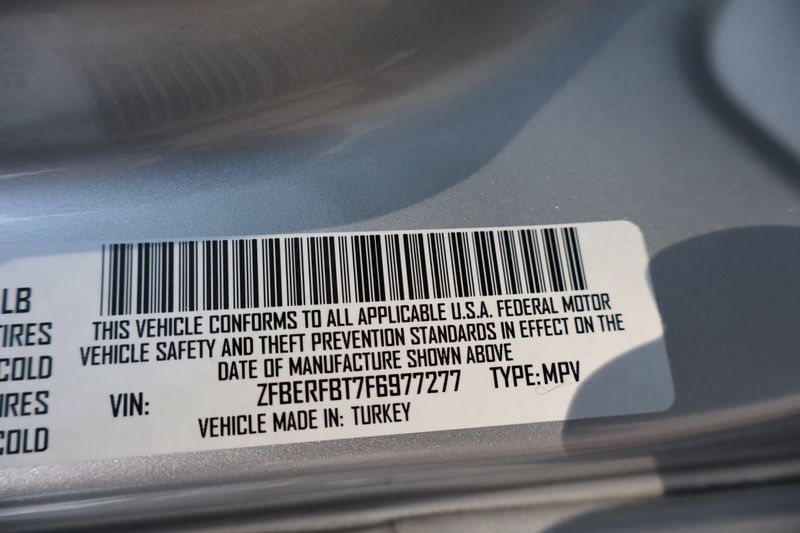 LB
TIRES
COLD
TIRES
COLD
THIS VEHICLE CONFORMS TO ALL APPLICABLE U.S.A. FEDERAL MOTOR
VEHICLE SAFETY AND THEFT PREVENTION STANDARDS IN EFFECT ON THE
DATE OF MANUFACTURE SHOWN ABOVE
VIN: ZFBERFBT7F6977277 TYPE: MPV
VEHICLE MADE IN: TURKEY